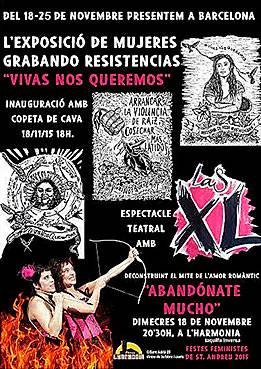 DEL 18-25 DE NOVEMBRE PRESENTEM A BARCELONA
L'EXPOSICIÓ DE MUJERES
GRABANDO RESISTENCIAS
"VIVAS NOS QUEREMOS"
INAUGURACIÓ AMB
COPETA DE CAVA
18/11/15 18H.
ARRANCAR
LA VIOLENCIA
DE RAIZ
COSECHAR
LATIDOS
LAS
XL
ESPECTACLE
TEATRAL
AMB
DECONSTRUINT EL MITE DE L'AMOR ROMÀNTIC
"ABANDÓNATE
MUCHO"
DIMECRES 18 DE NOVEMBRE
20'30H, A L'HARMONIA
taquilla inversa
FESTES FEMINISTES
DE ST. ANDREU 2015